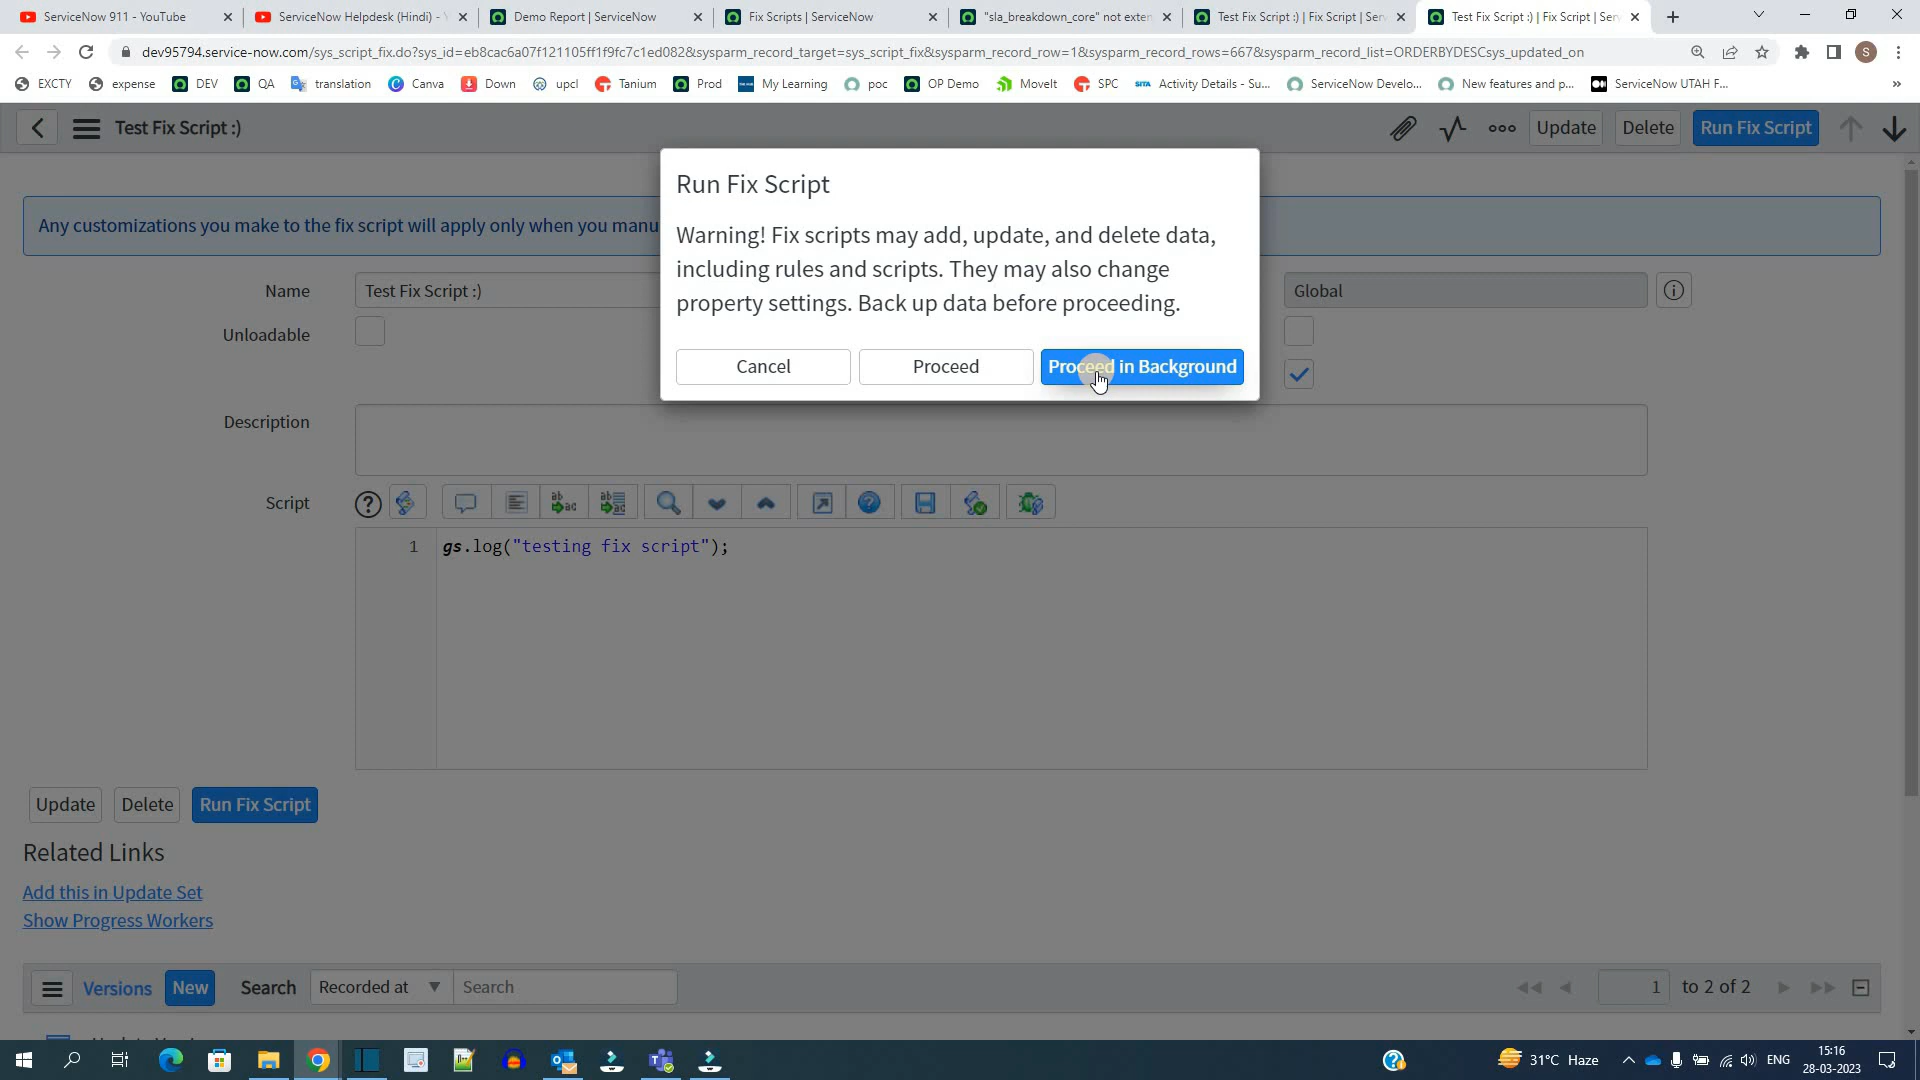 ServiceNow 911 - YouTube
ServiceNow Helpdesk (Hindi) -
Demo Report | ServiceNow
Fix Scripts | ServiceNow
"sla_breakdown_core" not exten
Test Fix Script :) | Fix Script | Serv
Test Fix Script :) | Fix Script | Serv
dev95794.service-now.com/sys_script_fix.do?sys_id=eb8cac6a07f121105ff1f9fc7c1ed082&sysparm_record_target=sys_script_fix&sysparm_record_row=1&sysparm_record_rows=667&sysparm_record_list=ORDERBYDESCsys_updated_on
S
EXCTY expense DEV QA translation Canva Down upcl Tanium Prod My Learning poc OP Demo MoveIt SPC SITA Activity Details - Su... ServiceNow Develo... New features and p... ServiceNow UTAH F... »
Test Fix Script :)
Update Delete Run Fix Script
Run Fix Script
Any customizations you make to the fix script will apply only when you manu
Warning! Fix scripts may add, update, and delete data,
including rules and scripts. They may also change
property settings. Back up data before proceeding.
Cancel Proceed Proceed in Background
Name Test Fix Script :) Global
Unloadable
Description
Script
1 gs.log("testing fix script");
Update Delete Run Fix Script
Related Links
Add this in Update Set
Show Progress Workers
Versions New Search Recorded at Search 1 to 2 of 2
31°C Haze ENG
15:16
28-03-2023